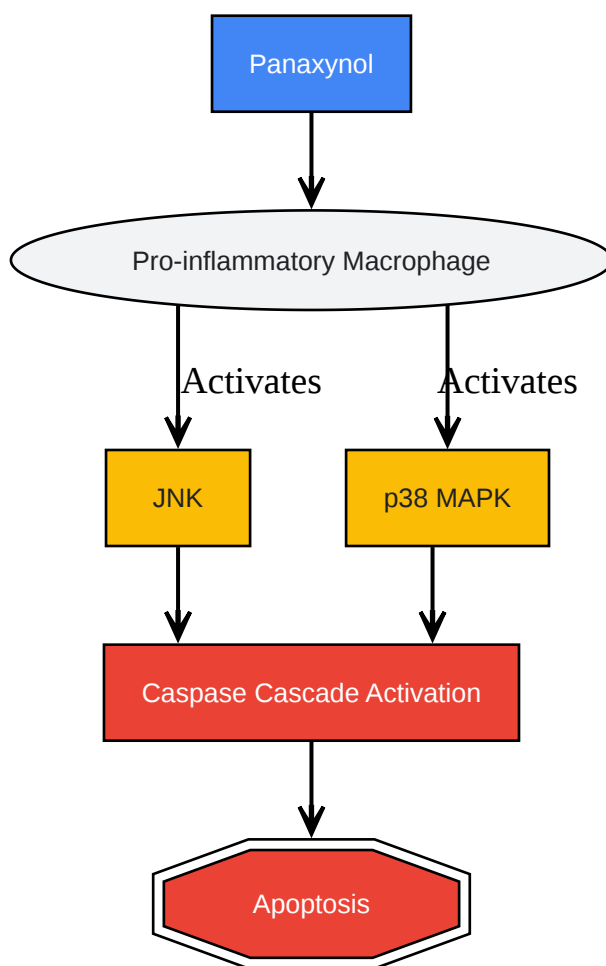 Panaxynol
Pro-inflammatory Macrophage
Activates
Activates
JNK
p38 MAPK
Caspase Cascade Activation
Apoptosis